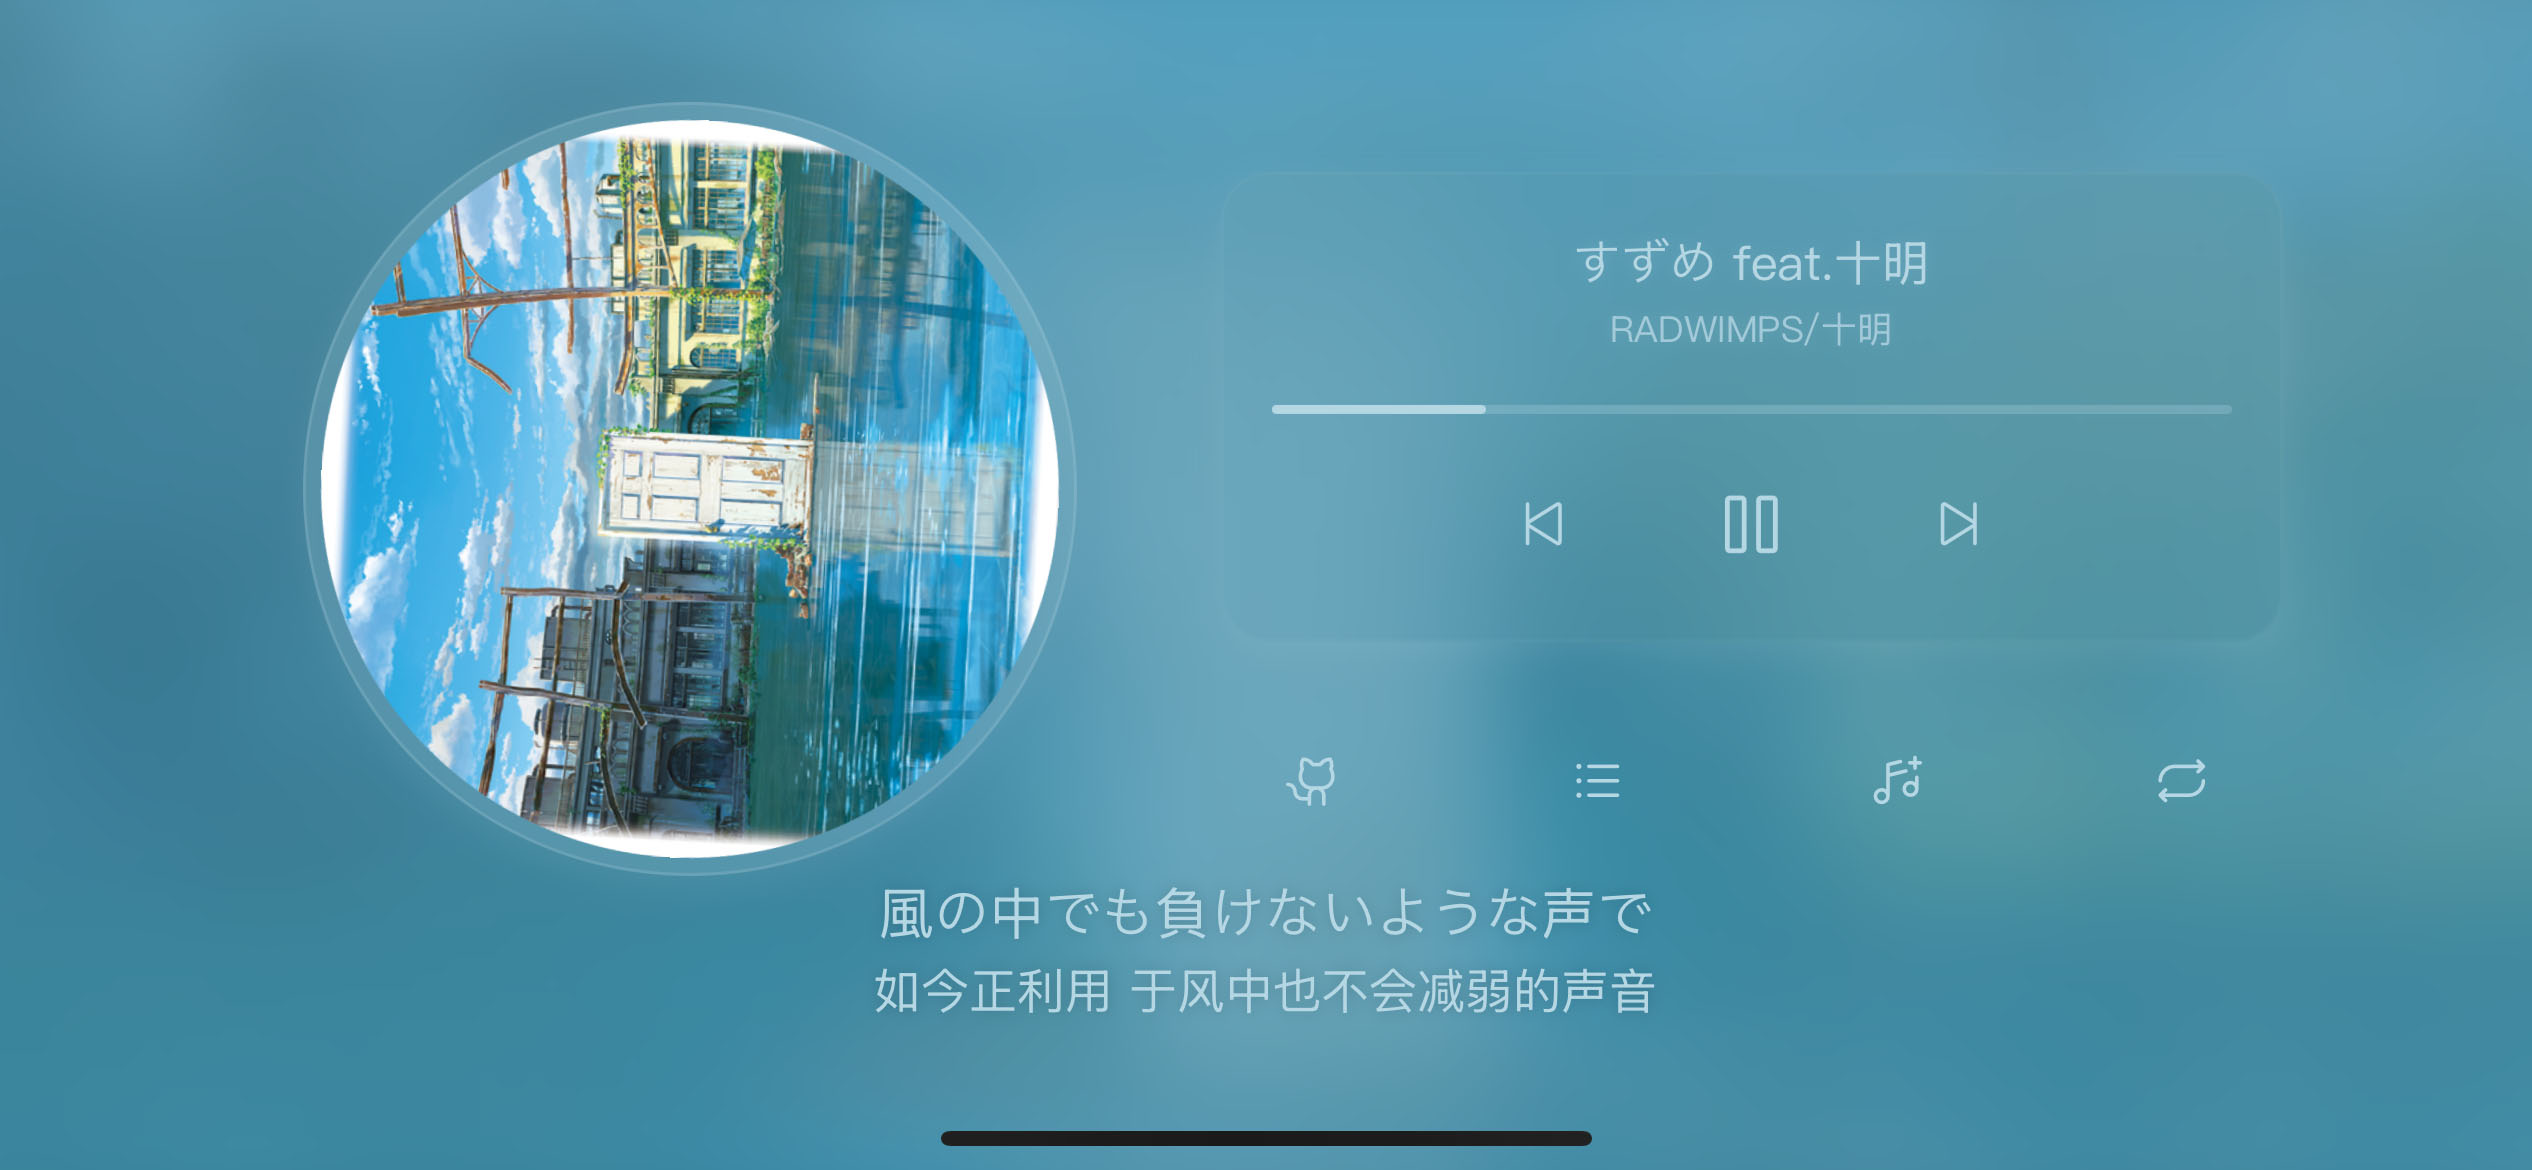 すずめ feat.十明
RADWIMPS/十明
風の中でも負けないような声で
如今正利用 于风中也不会减弱的声音